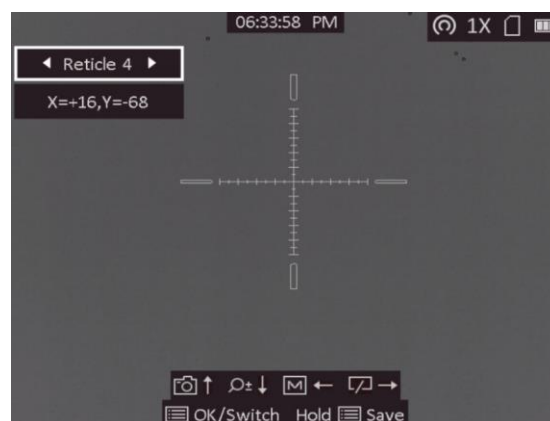 06:33:58 PM
1X
Reticle 4
X=+16,Y=-68
M
OK/Switch Hold Save